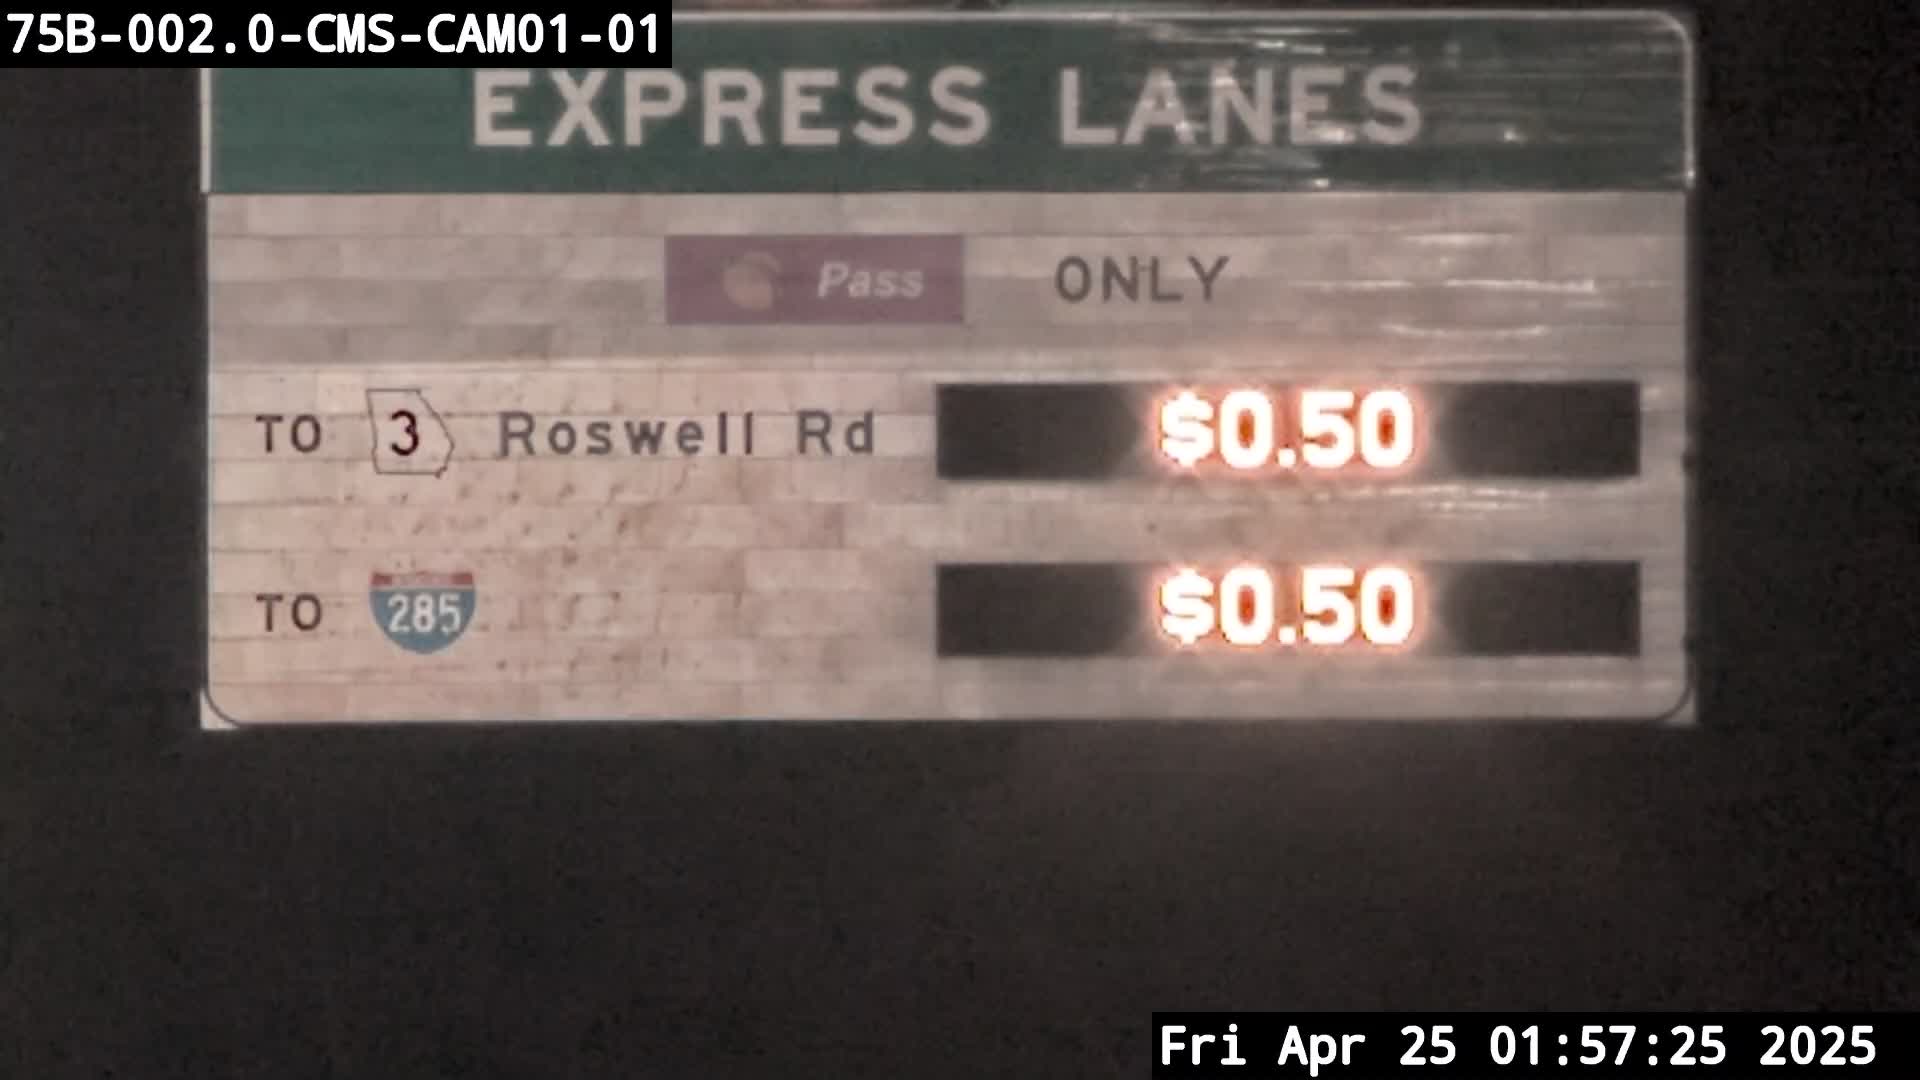 75B-002.0-CMS-CAM01-01
EXPRESS LANES
Pass ONLY
TO 3 Roswell Rd $0.50
TO 285 $0.50
Fri Apr 25 01:57:25 2025